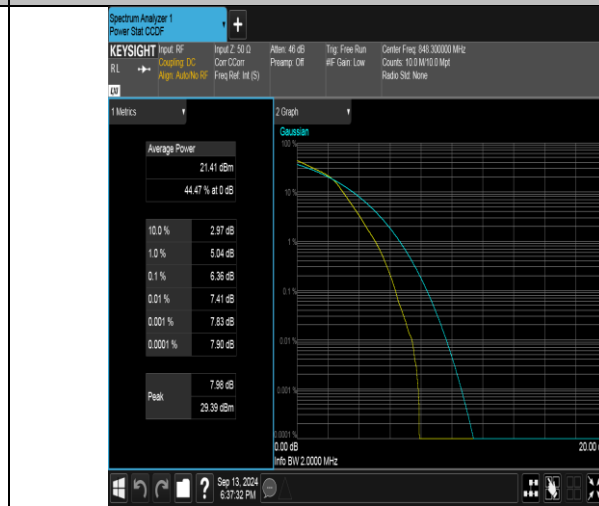 Spectrum Analyzer 1
Power Stat CCDF
+
KEYSIGHT Input: RF Input Z: 50 Ω Atten: 46 dB Trig: Free Run Center Freq: 848.300000 MHz
RL Coupling: DC Corr CCorr Preamp: Off #IF Gain: Low Counts: 10.0 M/10.0 Mpt
Align: Auto/No RF Freq Ref: Int (S) Radio Std: None
LXI
1 Metrics 2 Graph
Gaussian
Average Power
21.41 dBm
44.47 % at 0 dB
10.0 % 2.97 dB
1.0 % 5.04 dB
0.1 % 6.36 dB
0.01 % 7.41 dB
0.001 % 7.83 dB
0.0001 % 7.90 dB
Peak 7.98 dB
29.39 dBm
100 %
10 %
1 %
0.1 %
0.01 %
0.001 %
0.0001 %
0.00 dB 20.00
Info BW 2.0000 MHz
? Sep 13, 2024
6:37:32 PM